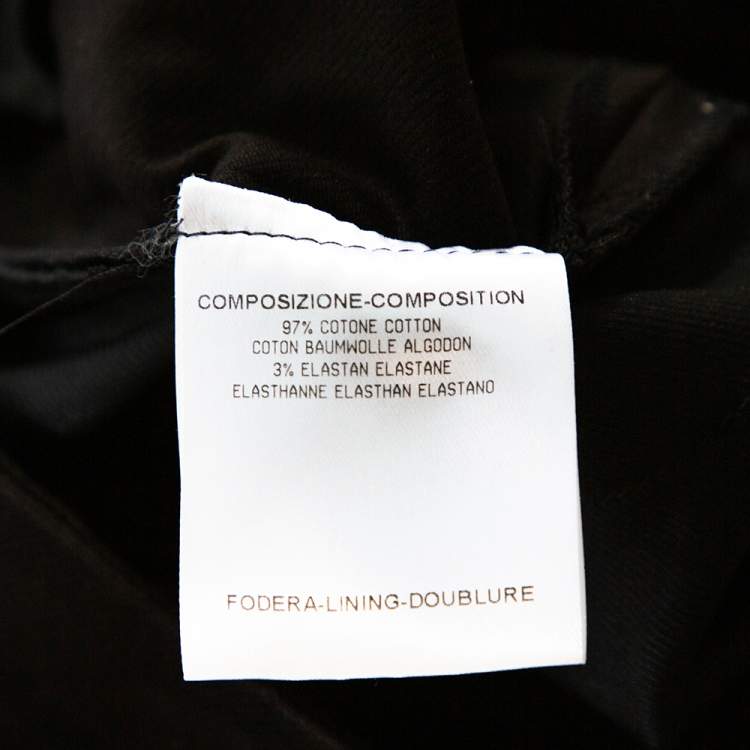 COMPOSIZIONE-COMPOSITION
97% COTONE COTTON
COTON BAUMWOLLE ALGODON
3% ELASTAN ELASTANE
ELASTHANNE ELASTHAN ELASTANO
FODERA-LINING-DOUBLURE